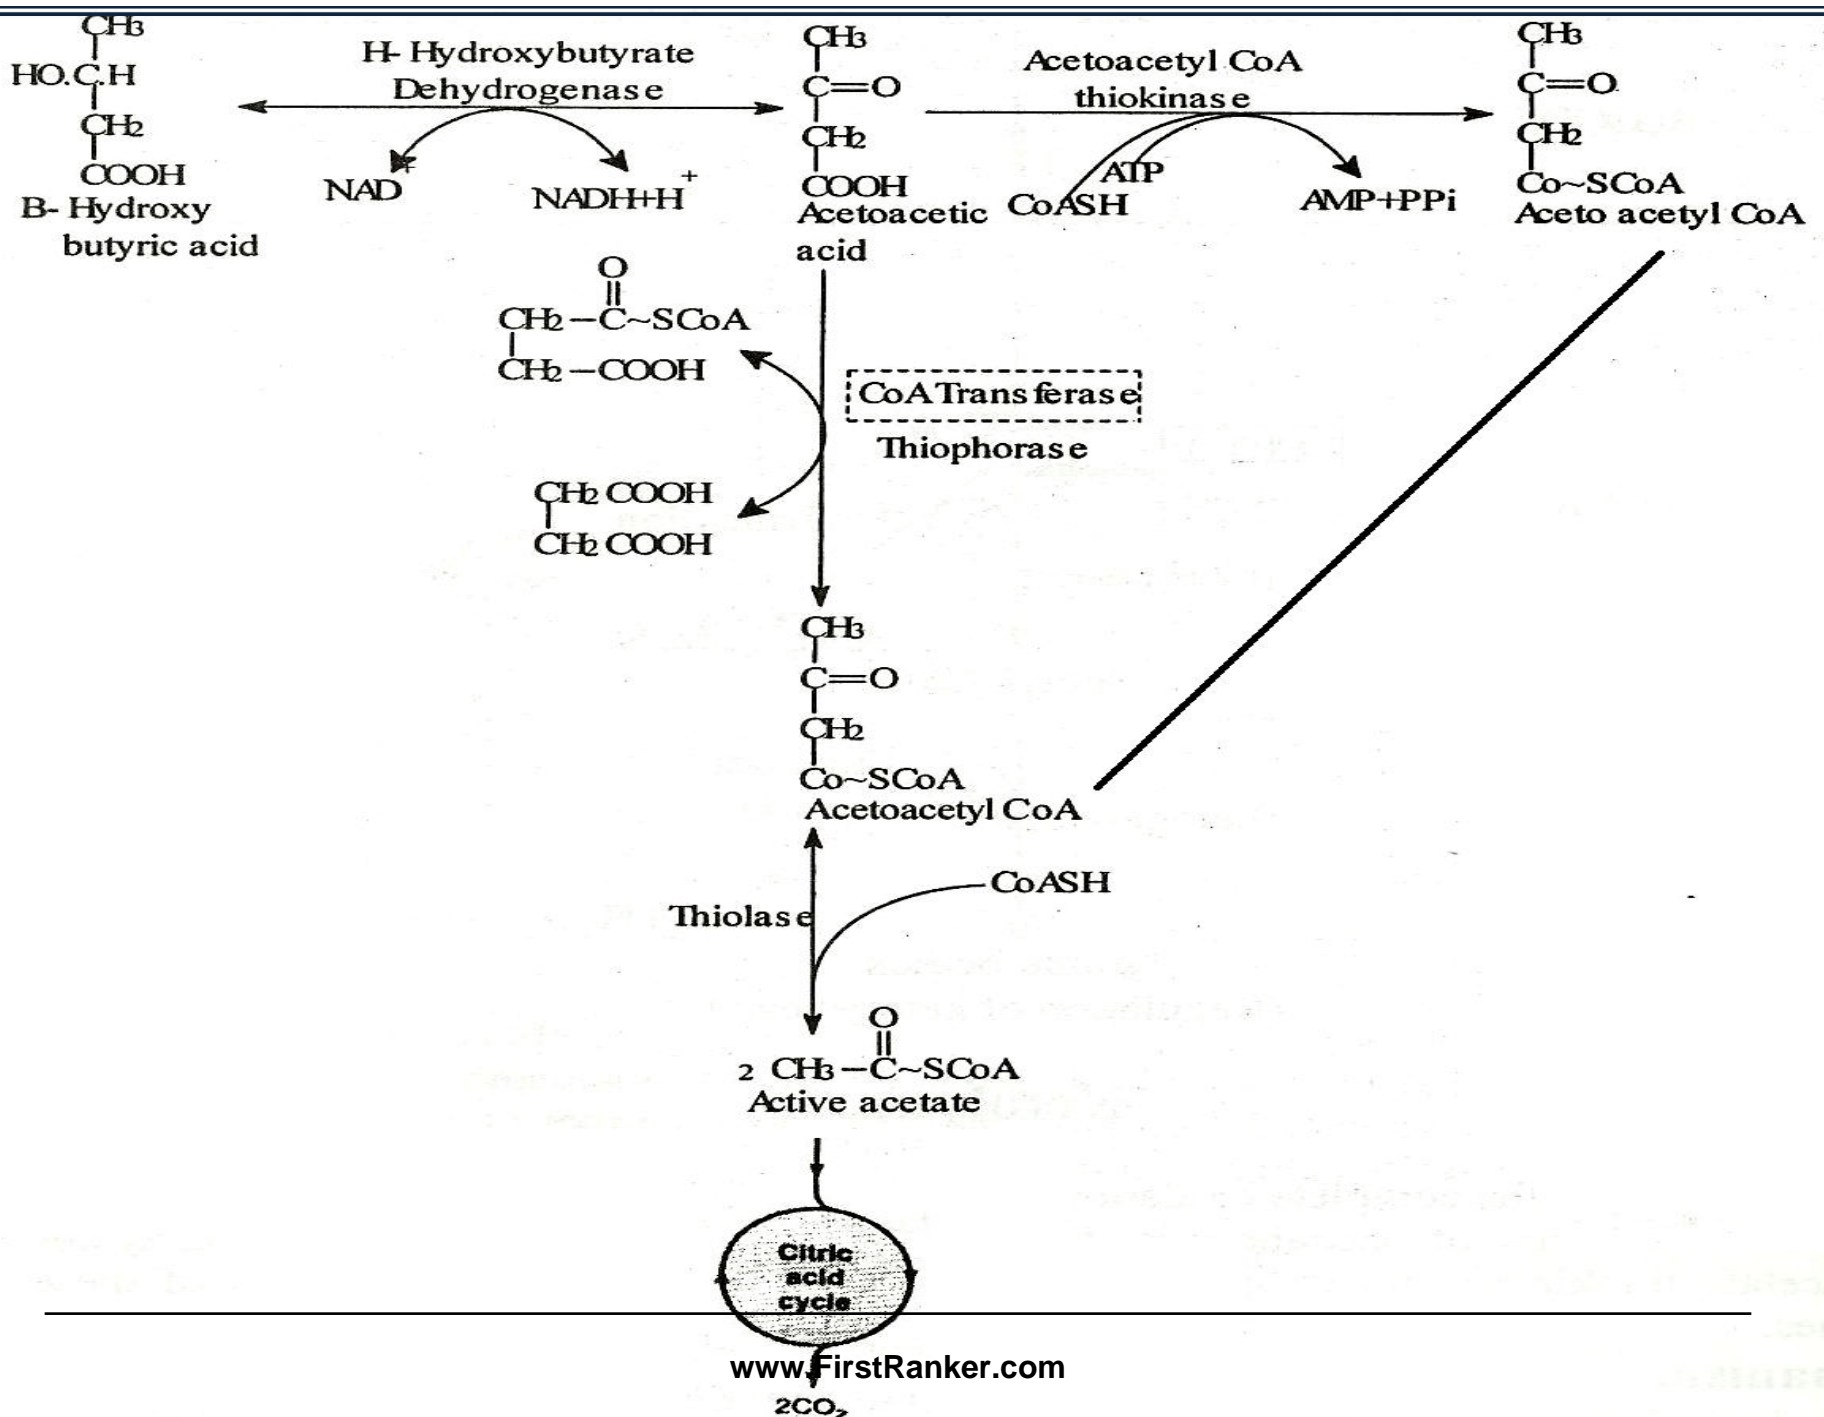 CH3
HO.C.H
CH2
COOH
B- Hydroxy
butyric acid
H- Hydroxybutyrate
Dehydrogenase
NAD+
NADH+H+
CH3
C=O
CH2
COOH
Acetoacetic
acid
Acetoacetyl CoA
thiokinase
ATP
CoASH
AMP+PPi
CH3
C=O
CH2
Co~SCoA
Aceto acetyl CoA
O
CH2-C~SCoA
CH2-COOH
CoA Transferase
Thiophorase
CH2 COOH
CH2 COOH
CH3
C=O
CH2
Co~SCoA
Acetoacetyl CoA
CoASH
Thiolase
O
2 CH3-C~SCoA
Active acetate
Citric
acid
cycle
www.FirstRanker.com
2CO2